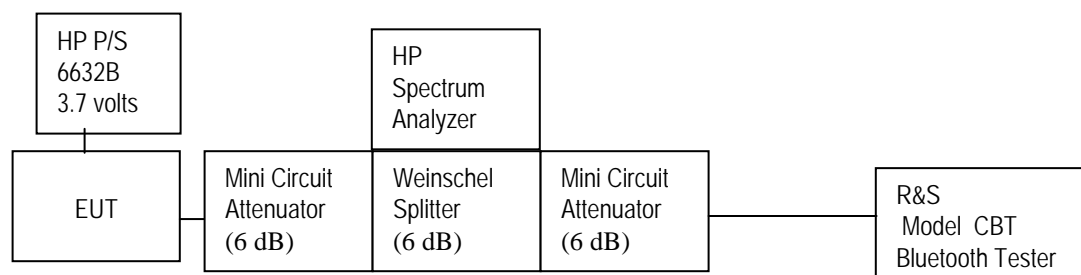 HP P/S
6632B
3.7 volts
HP
Spectrum
Analyzer
EUT
Mini Circuit
Attenuator
(6 dB)
Weinschel
Splitter
(6 dB)
Mini Circuit
Attenuator
(6 dB)
R&S
Model CBT
Bluetooth Tester